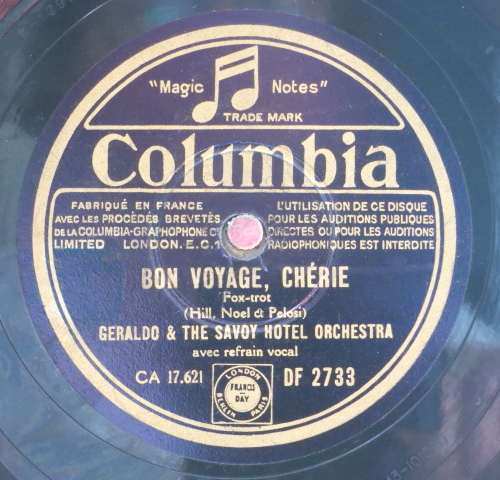 "Magic Notes"
TRADE MARK
Columbia
FABRIQUÉ EN FRANCE
AVEC LES PROCÉDÉS BREVETÉS
DE LA COLUMBIA-GRAPHOPHONE Cº
LIMITED LONDON. E.C.1
L'UTILISATION DE CE DISQUE
POUR LES AUDITIONS PUBLIQUES
DIRECTES OU POUR LES AUDITIONS
RADIOPHONIQUES EST INTERDITE
BON VOYAGE, CHÉRIE
Fox-trot
(Hill, Noel & Pelosi)
GERALDO & THE SAVOY HOTEL ORCHESTRA
avec refrain vocal
CA 17.621
LONDON
FRANCIS
DAY
BERLIN PARIS
DF 2733